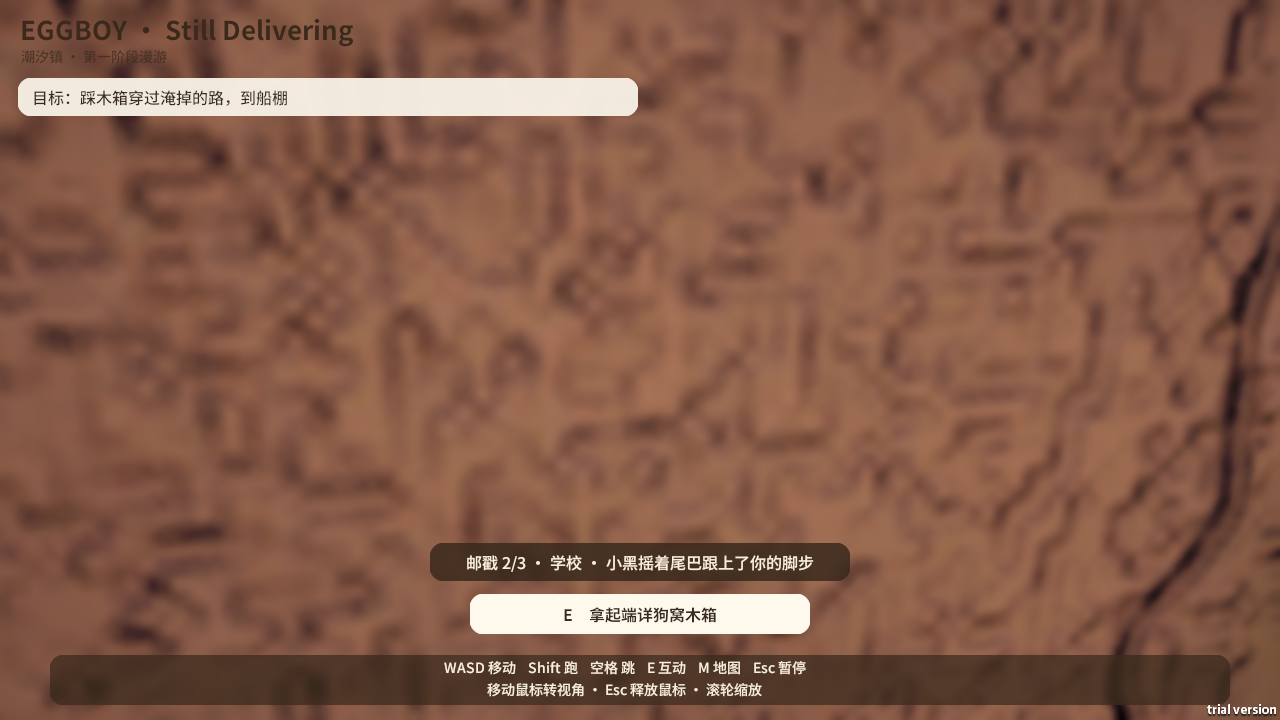 EGGBOY · Still Delivering
潮汐镇 · 第一阶段漫游
目标：踩木箱穿过淹掉的路，到船棚
邮戳 2/3 · 学校 · 小黑摇着尾巴跟上了你的脚步
E 拿起端详狗窝木箱
WASD 移动 Shift 跑 空格 跳 E 互动 M 地图 Esc 暂停
移动鼠标转视角 · Esc 释放鼠标 · 滚轮缩放
trial version